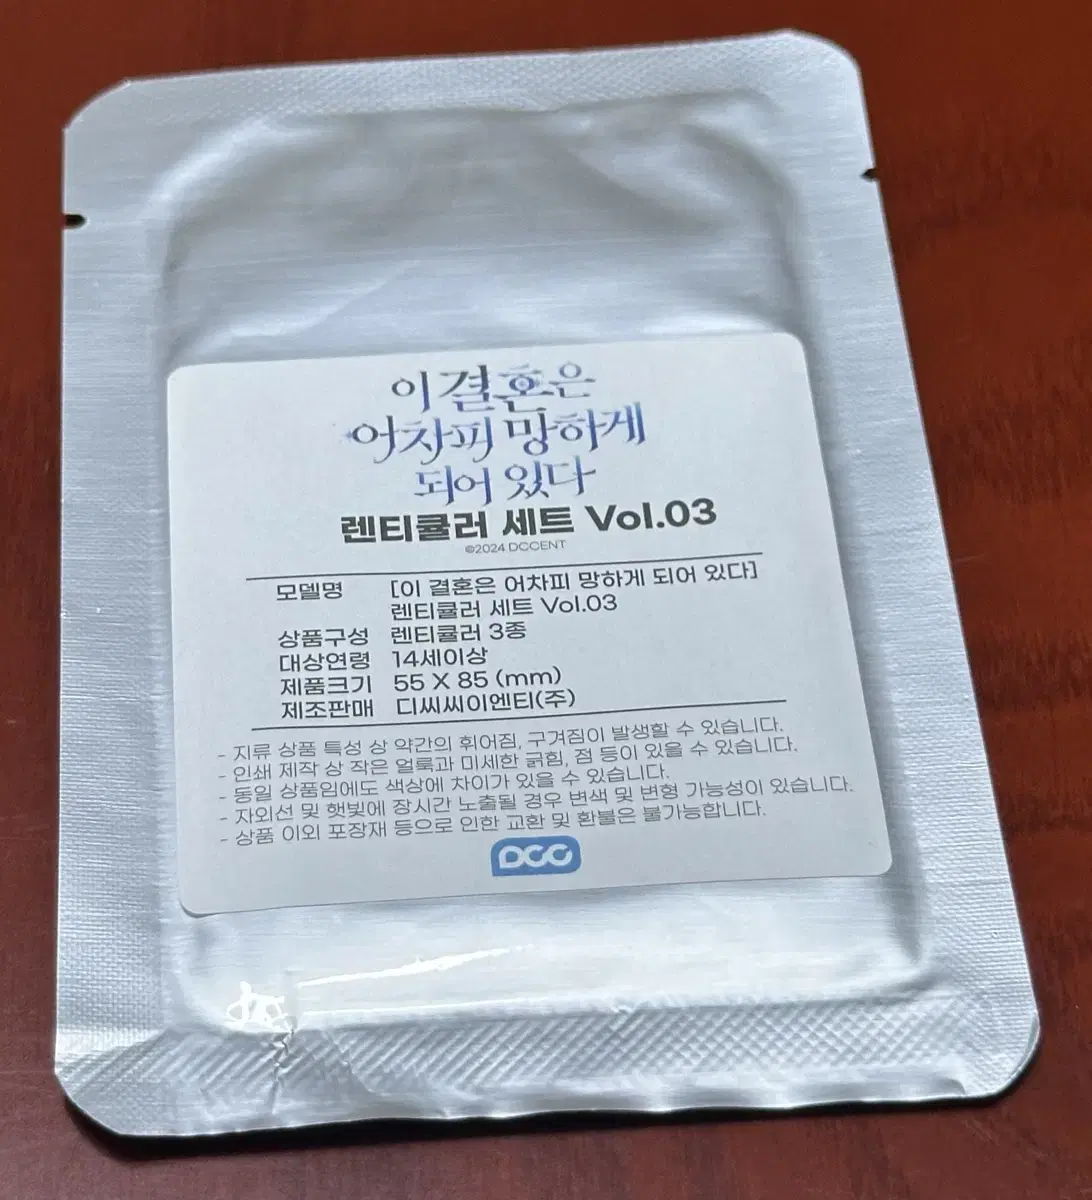 이 결혼은
어차피 망하게
되어 있다
렌티큘러 세트 Vol.03
©2024 DCCENT
모델명 [이 결혼은 어차피 망하게 되어 있다]
렌티큘러 세트 Vol.03
상품구성 렌티큘러 3종
대상연령 14세이상
제품크기 55 X 85 (mm)
제조판매 디씨씨이엔티(주)
- 지류 상품 특성 상 약간의 휘어짐, 구겨짐이 발생할 수 있습니다.
- 인쇄 제작 상 작은 얼룩과 미세한 긁힘, 점 등이 있을 수 있습니다.
- 동일 상품임에도 색상에 차이가 있을 수 있습니다.
- 자외선 및 햇빛에 장시간 노출될 경우 변색 및 변형 가능성이 있습니다.
- 상품 이외 포장재 등으로 인한 교환 및 환불은 불가능합니다.
DCC